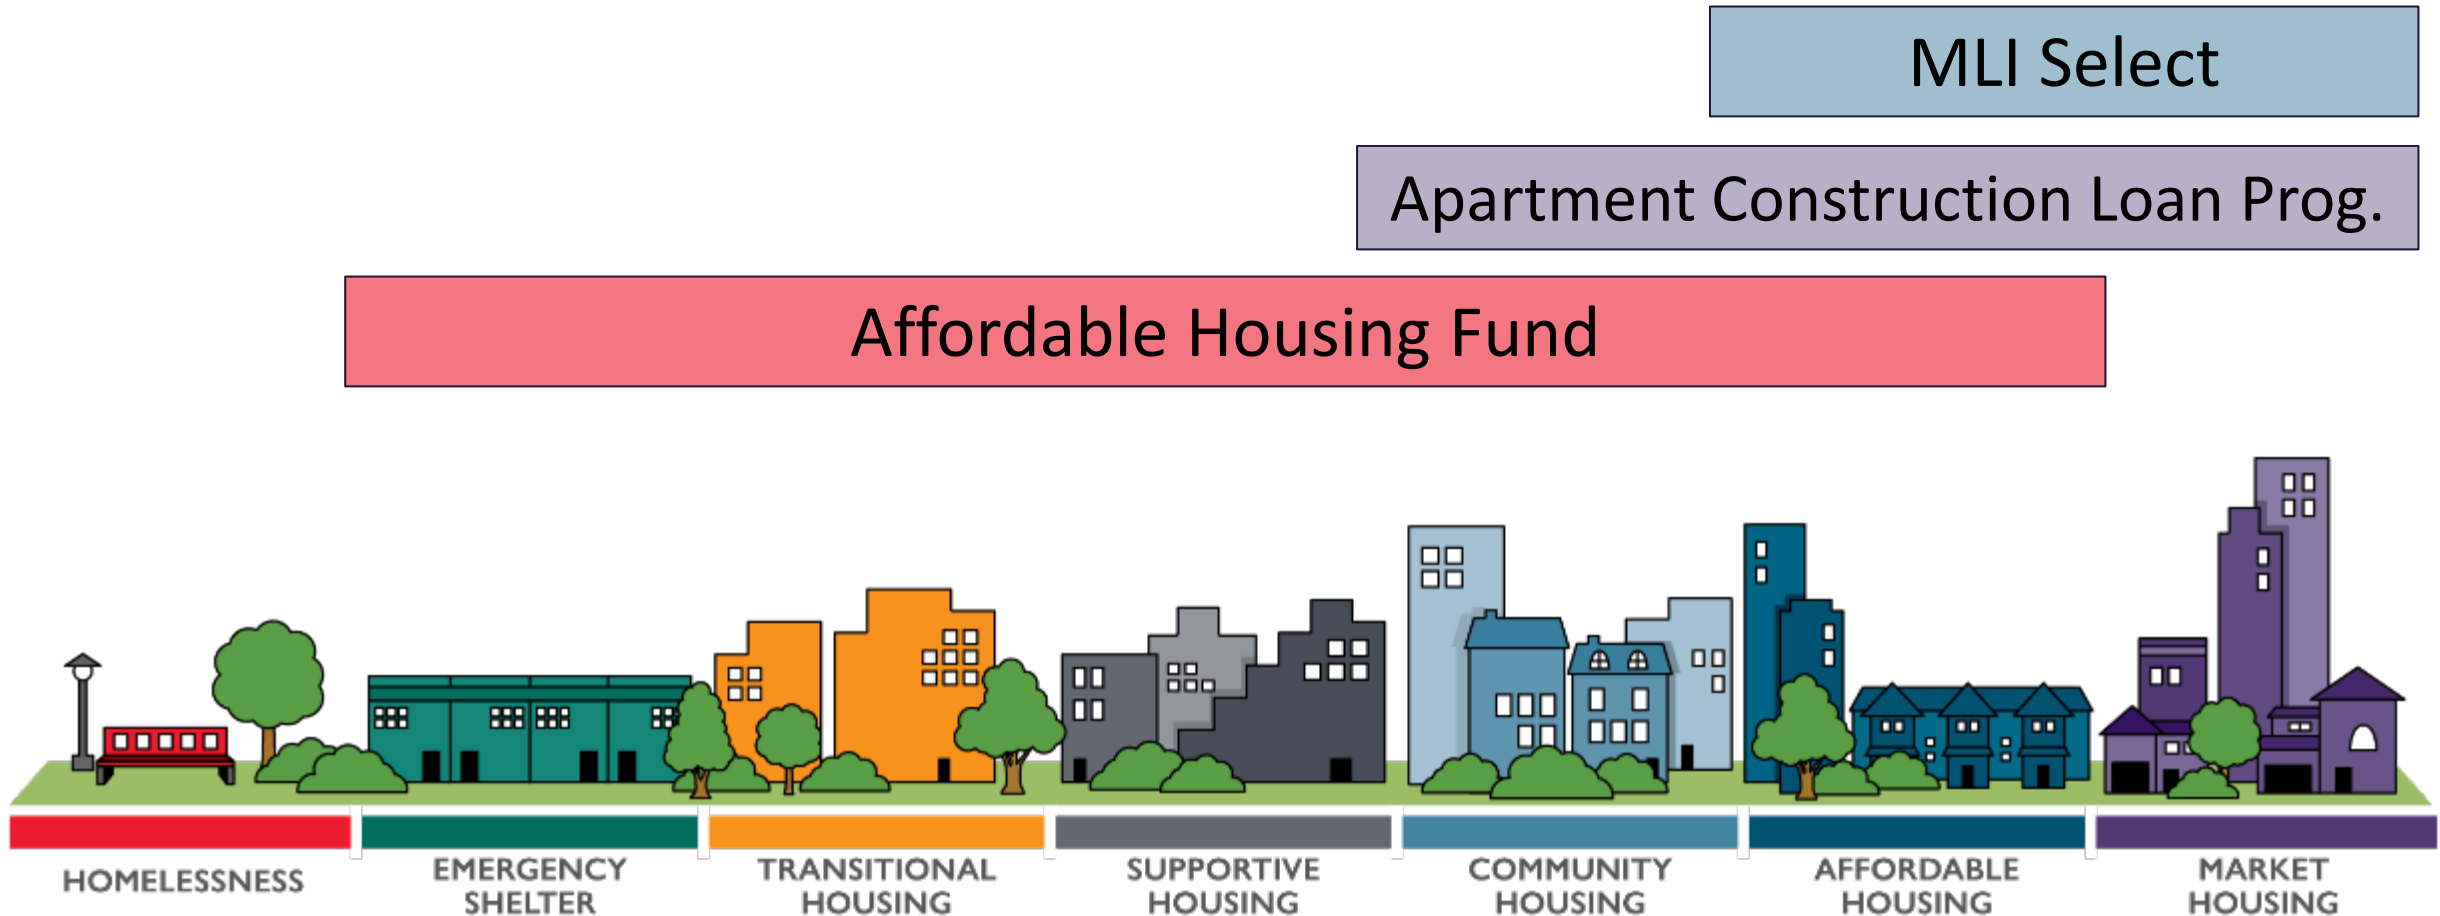 MLI Select
Apartment Construction Loan Prog.
Affordable Housing Fund
HOMELESSNESS
EMERGENCY
SHELTER
TRANSITIONAL
HOUSING
SUPPORTIVE
HOUSING
COMMUNITY
HOUSING
AFFORDABLE
HOUSING
MARKET
HOUSING